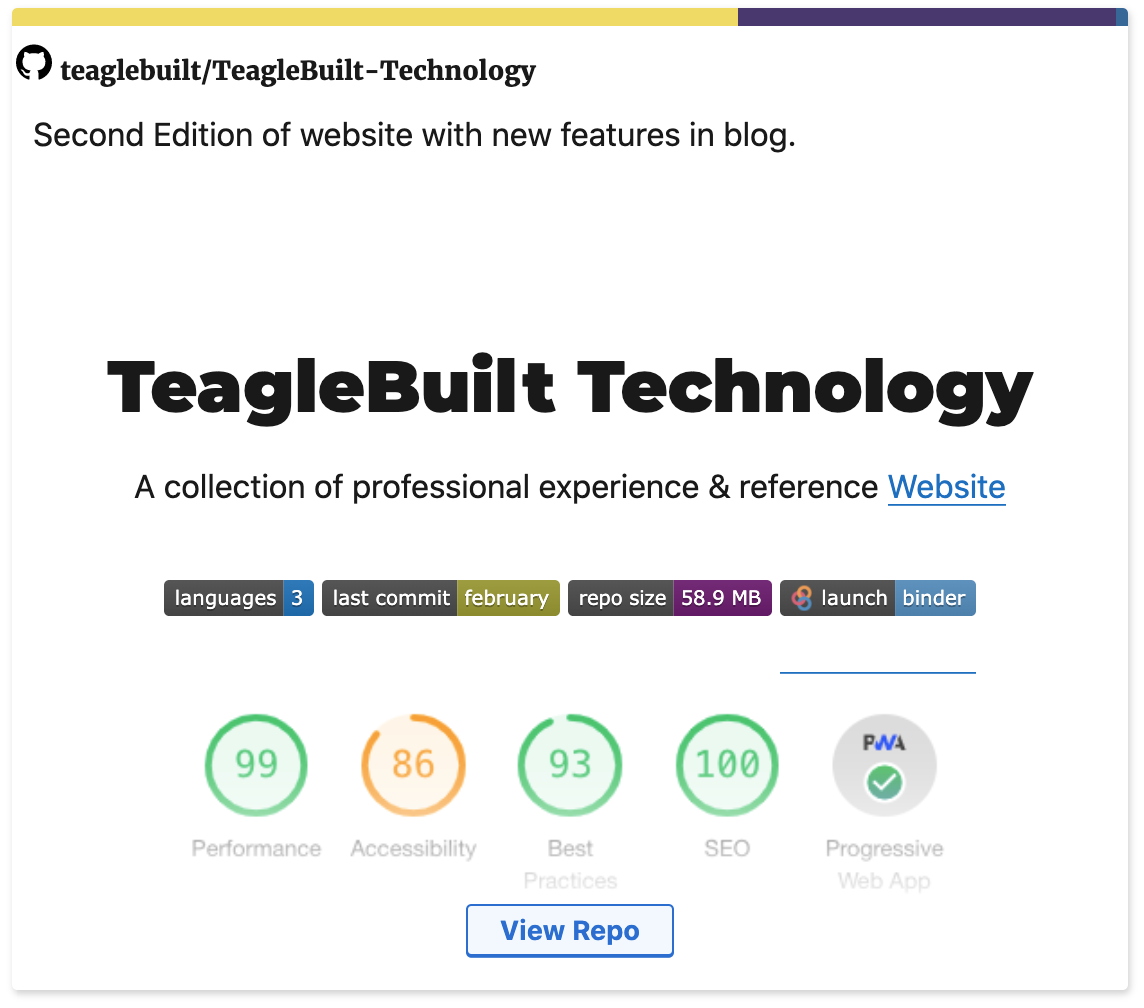 teaglebuilt/TeagleBuilt-Technology
Second Edition of website with new features in blog.
TeagleBuilt Technology
A collection of professional experience & reference Website
languages 3 last commit february repo size 58.9 MB launch binder
99 86 93 100 PWA
Performance Accessibility Best Practices SEO Progressive Web App
View Repo